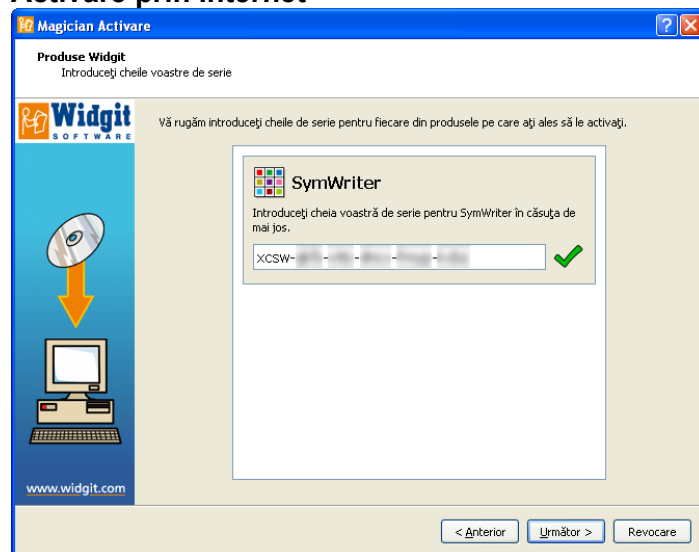 Activare prin Internet
Magician Activare
Produse Widgit
Introduceţi cheile voastre de serie
Widgit
SOFTWARE
Vă rugăm introduceţi cheile de serie pentru fiecare din produsele pe care aţi ales să le activaţi.
SymWriter
Introduceţi cheia voastră de serie pentru SymWriter în căsuţa de
mai jos.
xcsw-
www.widgit.com
< Anterior
Următor >
Revocare